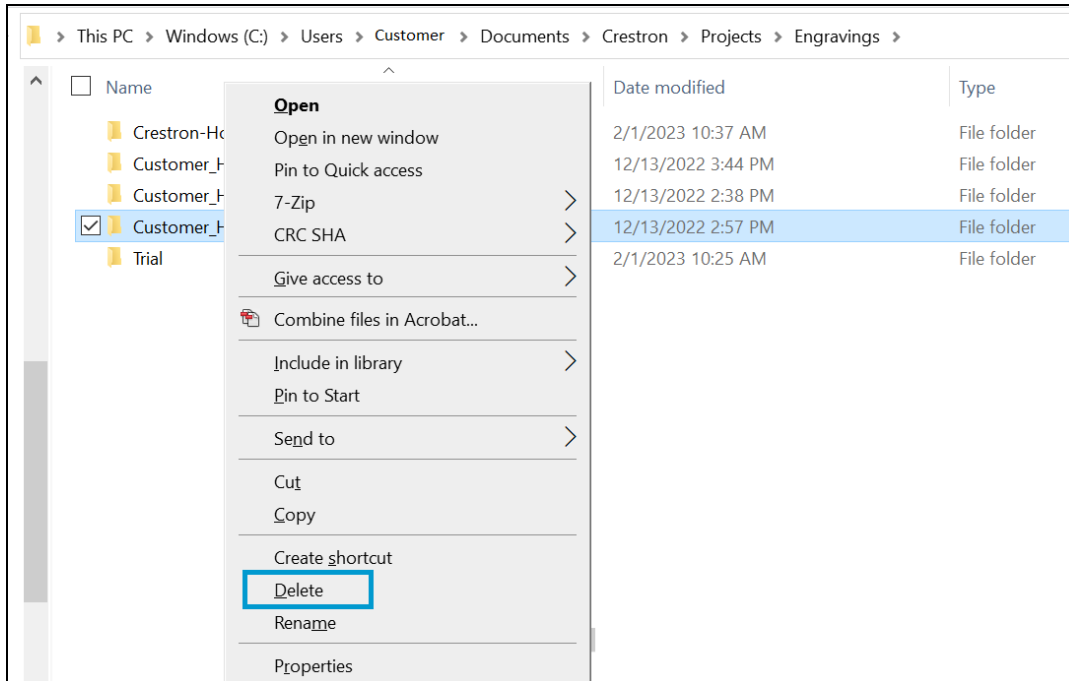 This PC > Windows (C:) > Users > Customer > Documents > Crestron > Projects > Engravings >
Name Date modified Type
Crestron-Ho 2/1/2023 10:37 AM File folder
Customer_H 12/13/2022 3:44 PM File folder
Customer_H 12/13/2022 2:38 PM File folder
Customer_H 12/13/2022 2:57 PM File folder
Trial 2/1/2023 10:25 AM File folder
Open
Open in new window
Pin to Quick access
7-Zip
CRC SHA
Give access to
Combine files in Acrobat...
Include in library
Pin to Start
Send to
Cut
Copy
Create shortcut
Delete
Rename
Properties